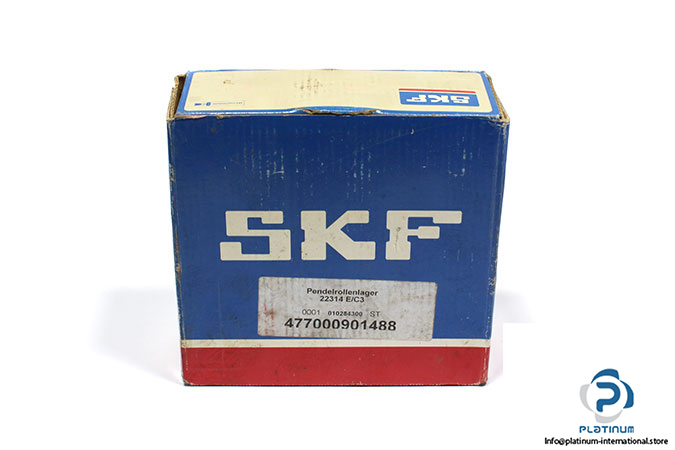 SKF
SKF
Pendelrollenlager
22314 E/C3
0001 010284300 ST
477000901488
PLATINUM
Info@platinum-international.store